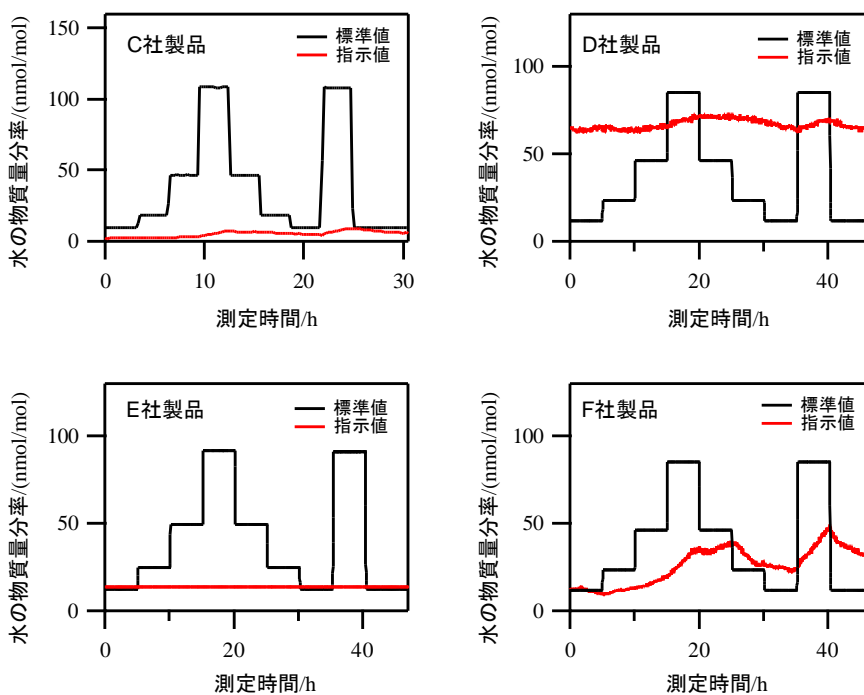 C社製品
標準値
指示値
水の物質量分率/(nmol/mol)
150
100
50
0
0
10
20
30
測定時間/h
D社製品
標準値
指示値
水の物質量分率/(nmol/mol)
100
50
0
0
20
40
測定時間/h
E社製品
標準値
指示値
水の物質量分率/(nmol/mol)
100
50
0
0
20
40
測定時間/h
F社製品
標準値
指示値
水の物質量分率/(nmol/mol)
100
50
0
0
20
40
測定時間/h